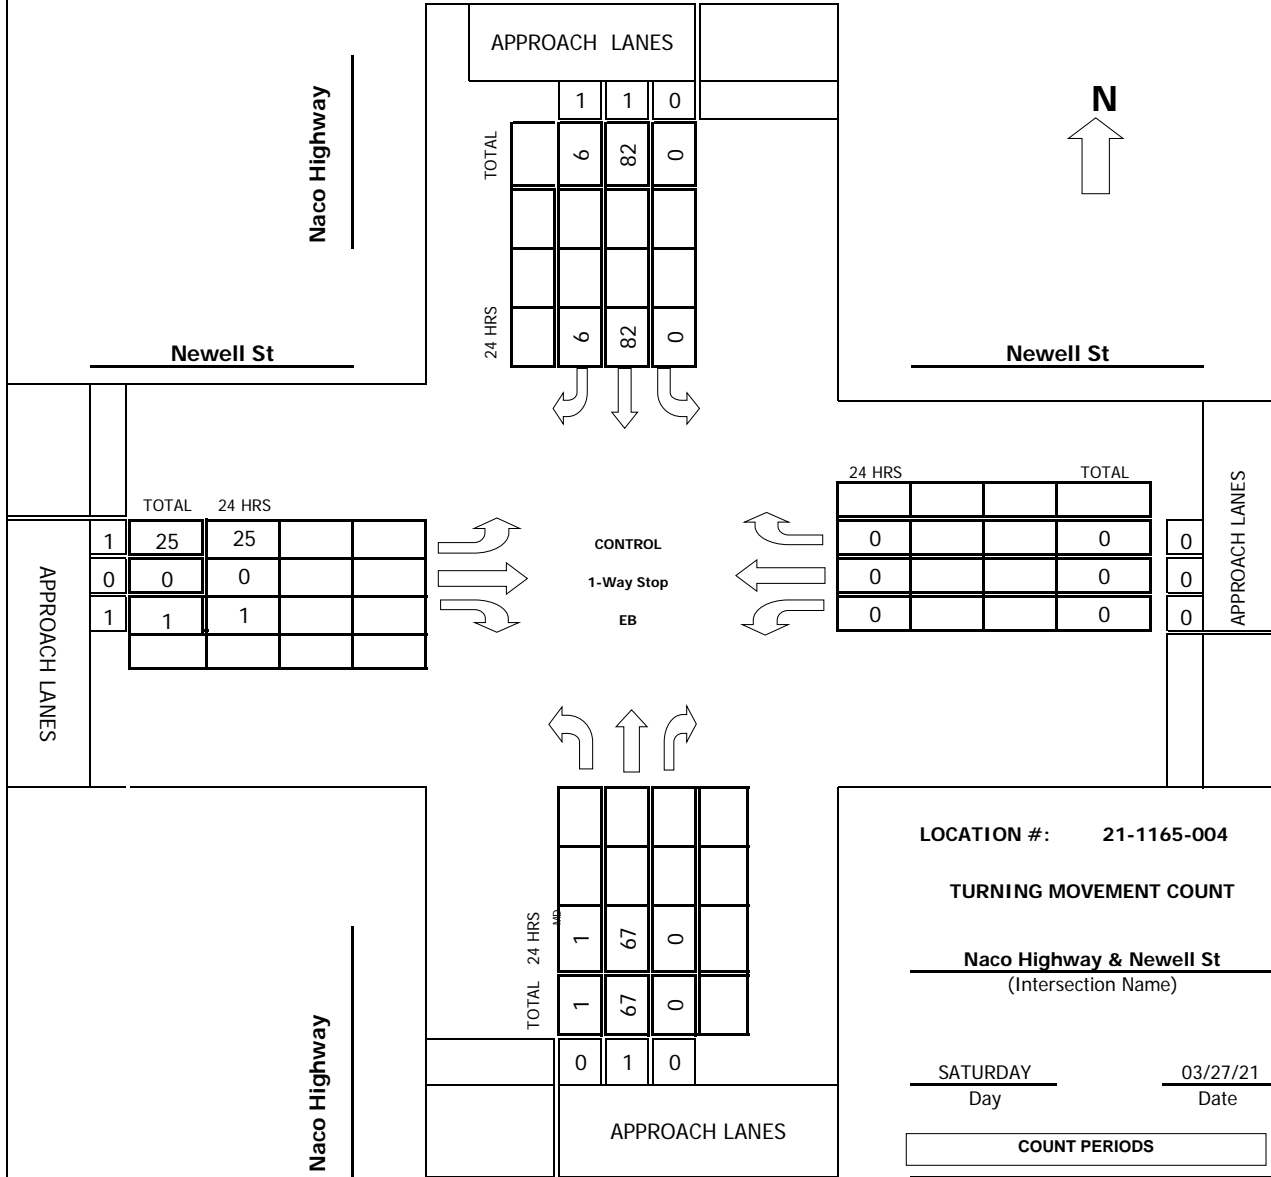 APPROACH LANES
1 1 0
N
Naco Highway
TOTAL
6 82 0
24 HRS
6 82 0
Newell St
Newell St
24 HRS TOTAL
TOTAL 24 HRS
1 25 25
0 0 0
1 1 1
APPROACH LANES
CONTROL
1-Way Stop
EB
0 0 0
0 0 0
0 0 0
APPROACH LANES
24 HRS
MD
1 67 0
TOTAL
1 67 0
0 1 0
APPROACH LANES
Naco Highway
LOCATION #: 21-1165-004
TURNING MOVEMENT COUNT
Naco Highway & Newell St
(Intersection Name)
SATURDAY 03/27/21
Day Date
COUNT PERIODS